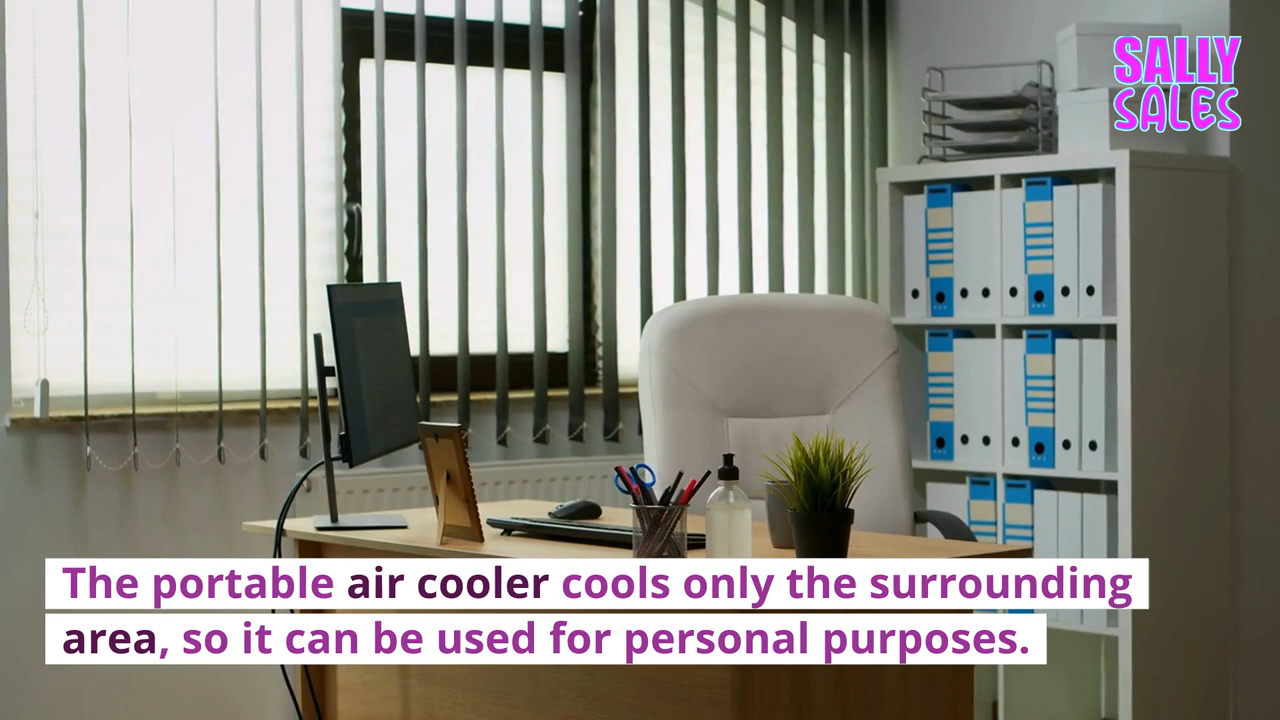 SALLY
SALES
The portable air cooler cools only the surrounding
area, so it can be used for personal purposes.